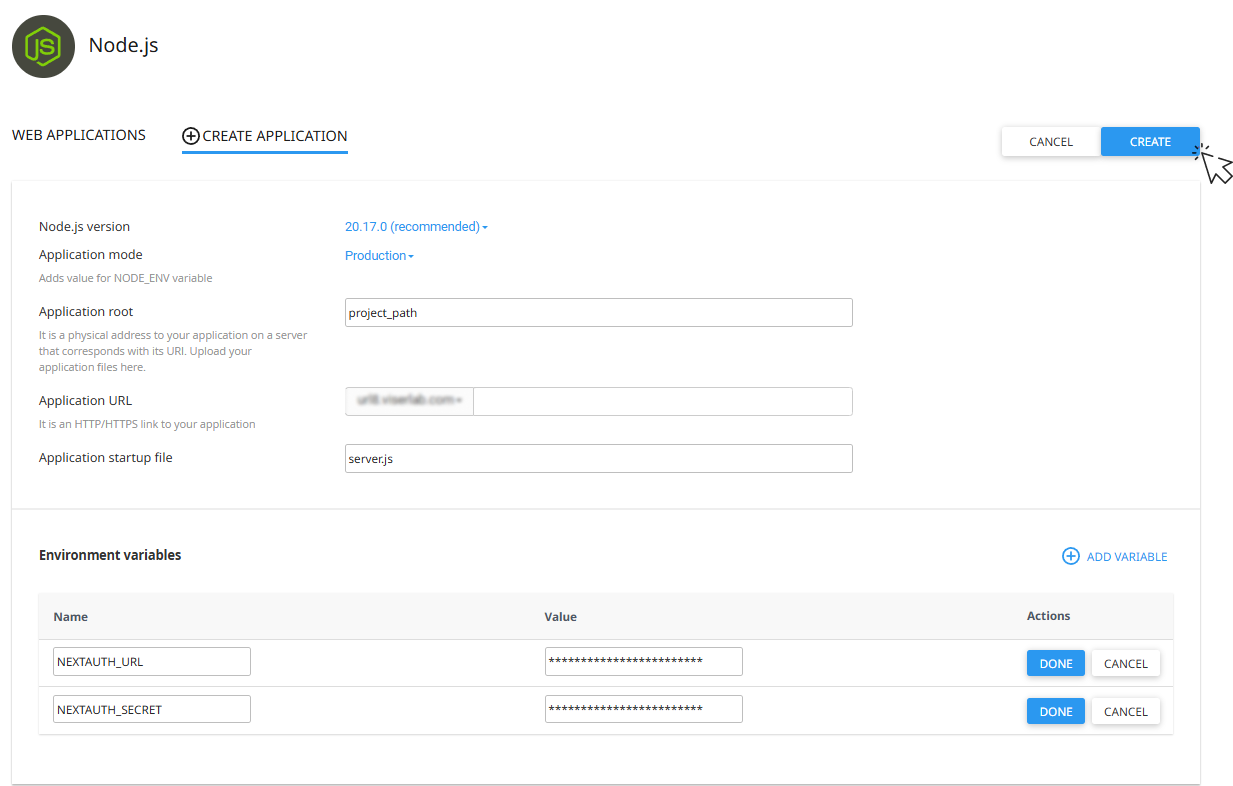 JS
Node.js
WEB APPLICATIONS
CREATE APPLICATION
CANCEL
CREATE
Node.js version
20.17.0 (recommended)
Application mode
Production
Adds value for NODE_ENV variable
Application root
project_path
It is a physical address to your application on a server
that corresponds with its URI. Upload your
application files here.
Application URL
It is an HTTP/HTTPS link to your application
Application startup file
server.js
Environment variables
ADD VARIABLE
Name Value Actions
NEXTAUTH_URL ************************ DONE CANCEL
NEXTAUTH_SECRET ************************ DONE CANCEL